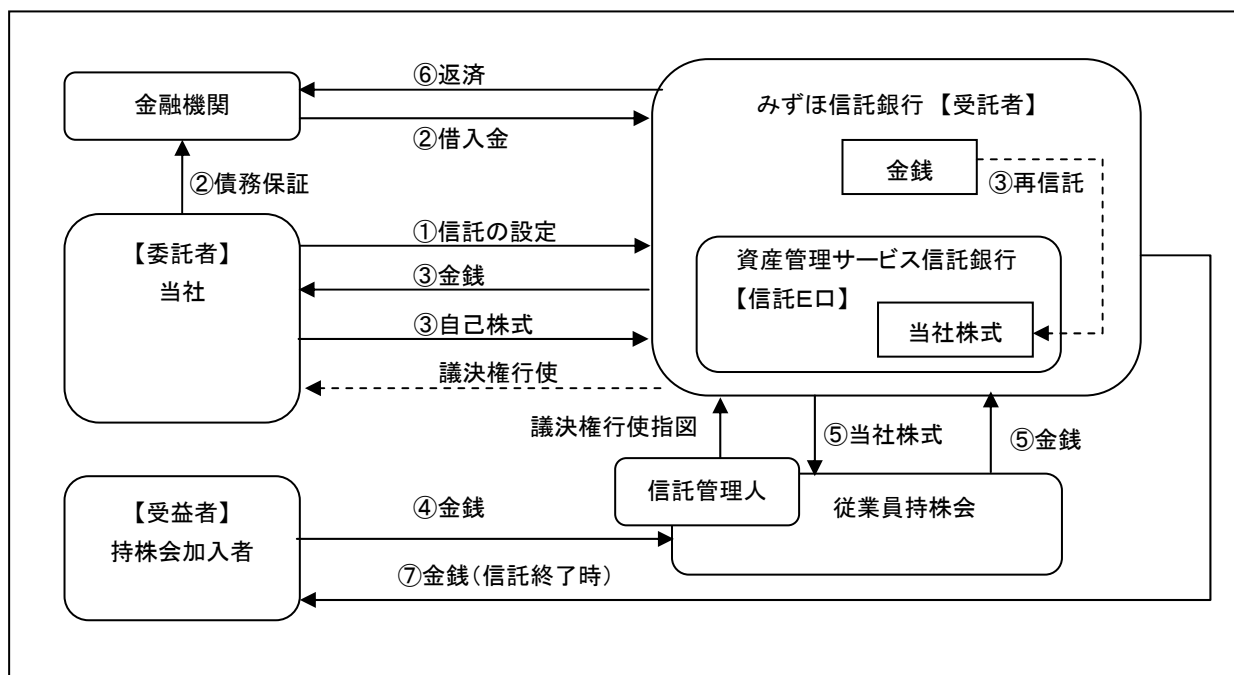 ⑥返済
金融機関
②借入金
みずほ信託銀行 【受託者】
金銭
③再信託
②債務保証
【委託者】
当社
①信託の設定
③金銭
③自己株式
議決権行使
資産管理サービス信託銀行
【信託E口】
当社株式
議決権行使指図
⑤当社株式
⑤金銭
信託管理人
従業員持株会
【受益者】
持株会加入者
④金銭
⑦金銭(信託終了時)